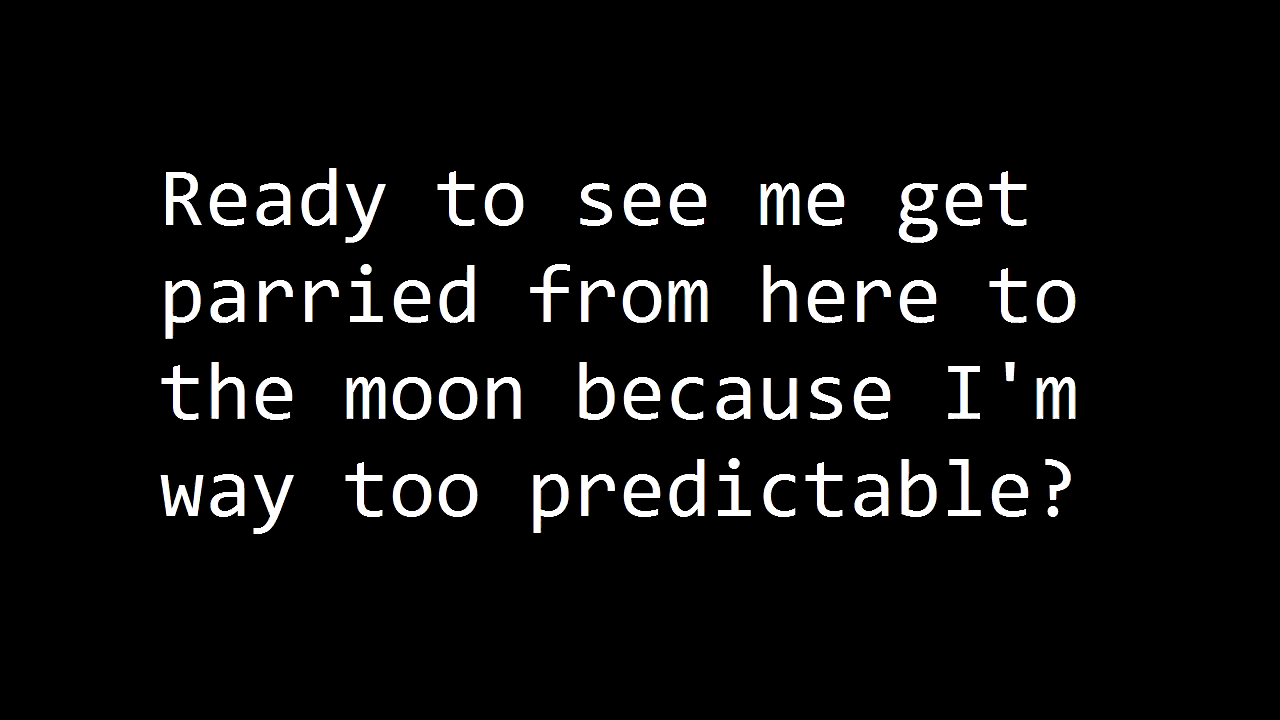 Ready to see me get
parried from here to
the moon because I'm
way too predictable?